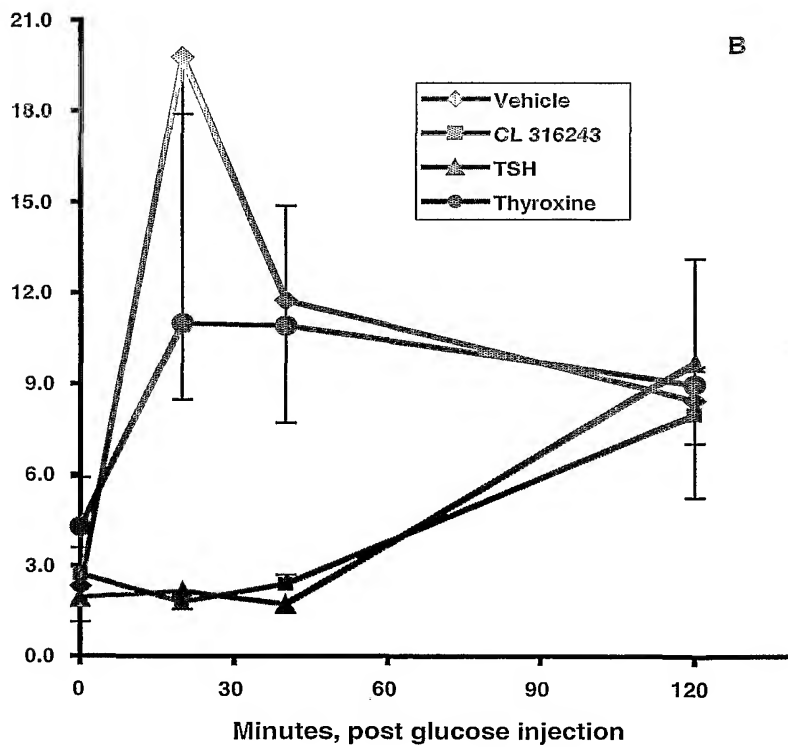 21.0
B
18.0
Vehicle
CL 316243
TSH
Thyroxine
15.0
12.0
9.0
6.0
3.0
0.0
0 30 60 90 120
Minutes, post glucose injection